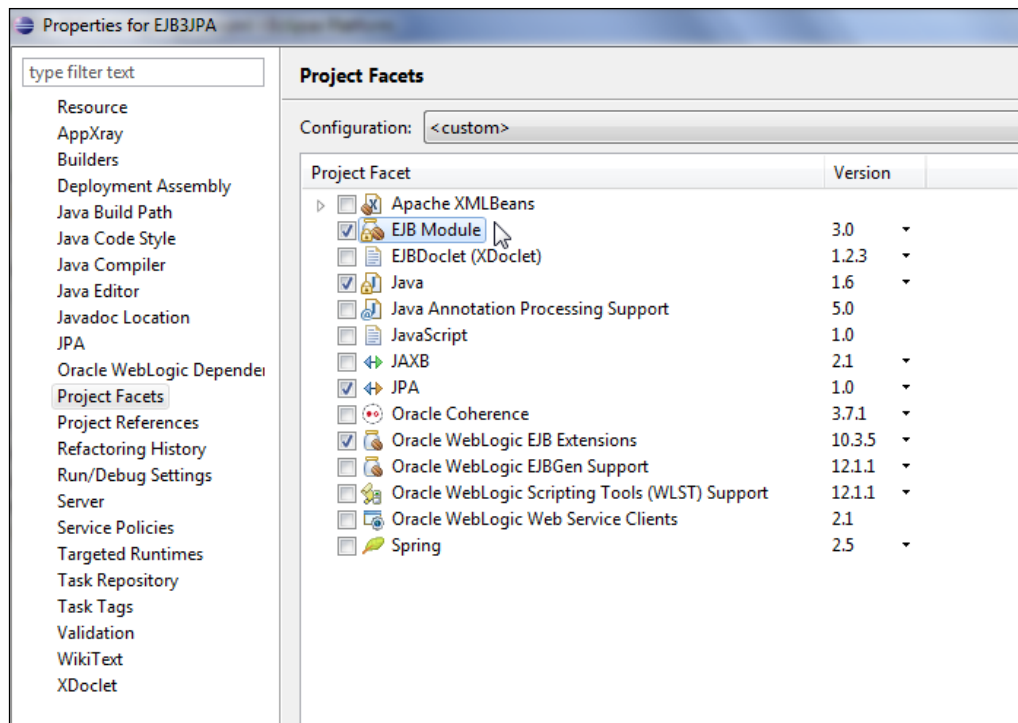 Properties for EJB3JPA
type filter text
Resource
AppXray
Builders
Deployment Assembly
Java Build Path
Java Code Style
Java Compiler
Java Editor
Javadoc Location
JPA
Oracle WebLogic Depender
Project Facets
Project References
Refactoring History
Run/Debug Settings
Server
Service Policies
Targeted Runtimes
Task Repository
Task Tags
Validation
WikiText
XDoclet
Project Facets
Configuration: <custom>
Project Facet Version
Apache XMLBeans
EJB Module 3.0
EJBDoclet (XDoclet) 1.2.3
Java 1.6
Java Annotation Processing Support 5.0
JavaScript 1.0
JAXB 2.1
JPA 1.0
Oracle Coherence 3.7.1
Oracle WebLogic EJB Extensions 10.3.5
Oracle WebLogic EJBGen Support 12.1.1
Oracle WebLogic Scripting Tools (WLST) Support 12.1.1
Oracle WebLogic Web Service Clients 2.1
Spring 2.5